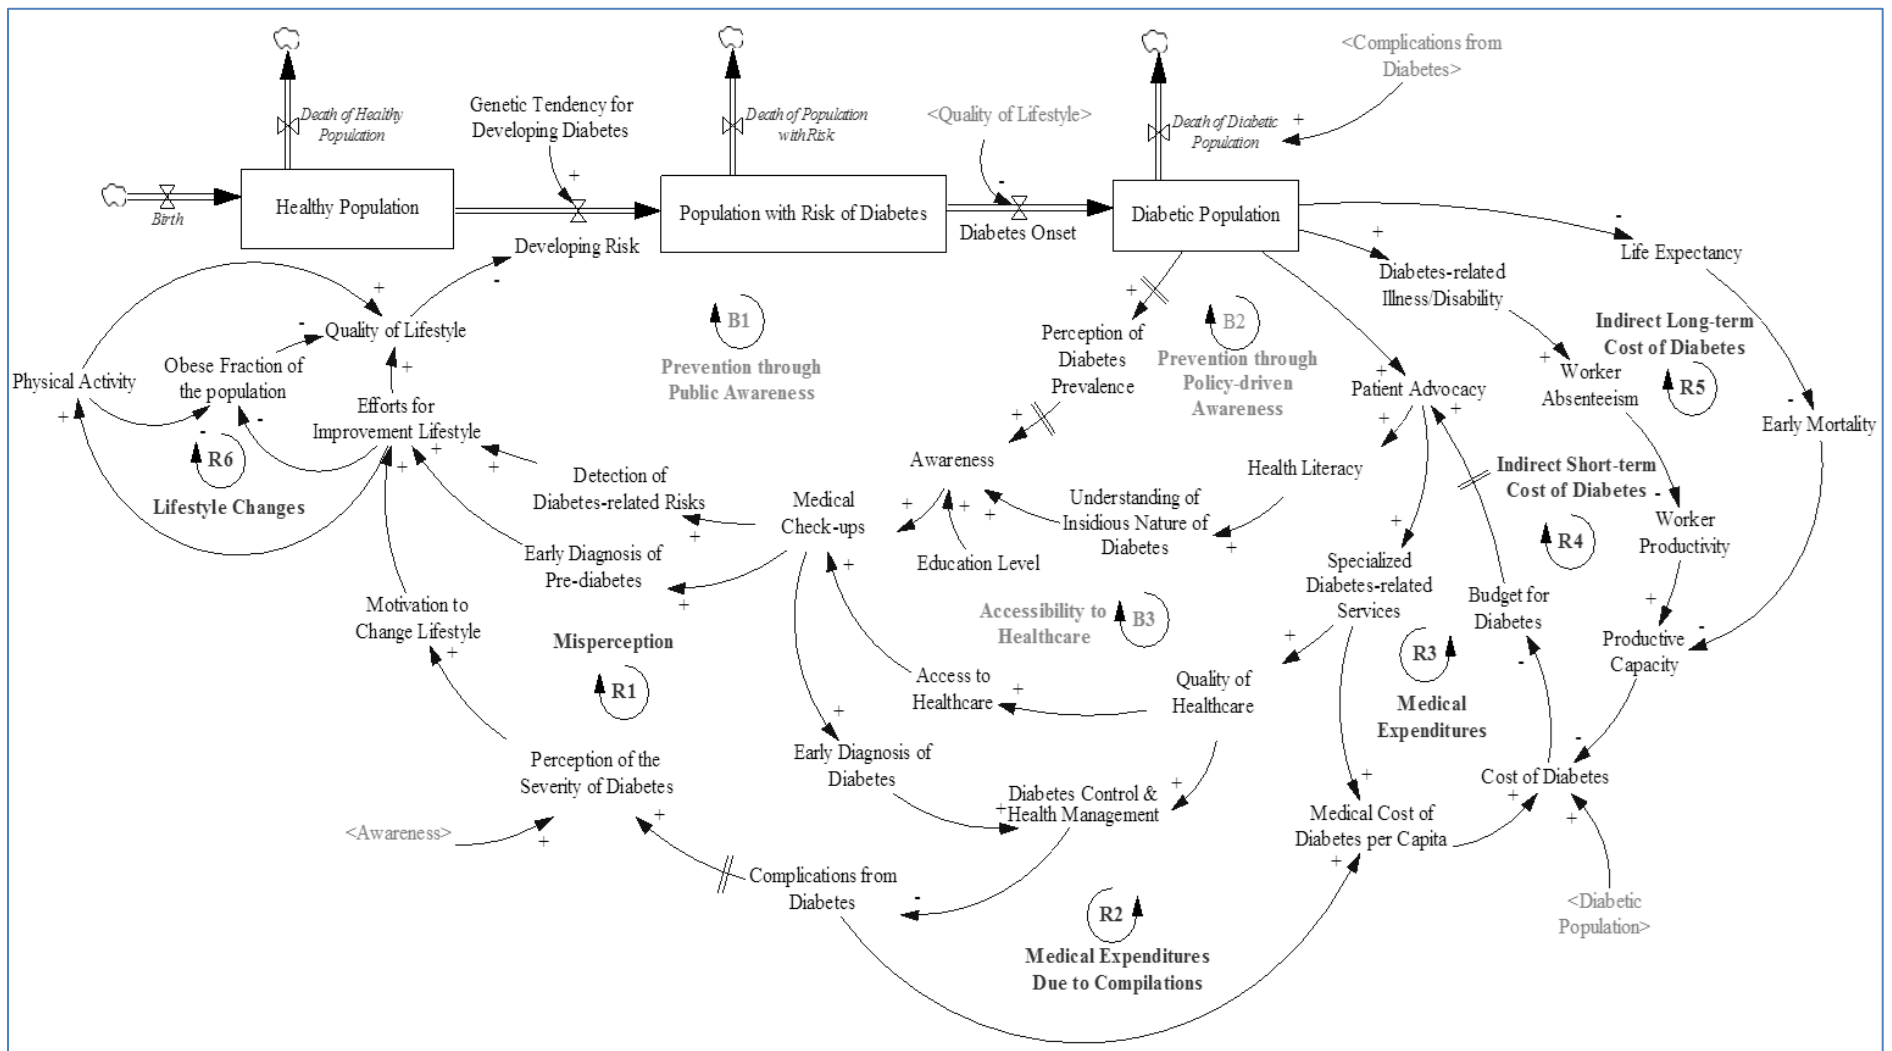 <Complications from
Diabetes>
Death of Healthy
Population
Genetic Tendency for
Developing Diabetes
Death of Population
with Risk
<Quality of Lifestyle>
Death of Diabetic
Population
+
+
-
Birth
Healthy Population
Population with Risk of Diabetes
Diabetic Population
Developing Risk
Diabetes Onset
-
+
Life Expectancy
Diabetes-related
Illness/Disability
-
+
+
Quality of Lifestyle
-
+
B1
Prevention through
Public Awareness
Perception of
Diabetes
Prevalence
+
B2
Prevention through
Policy-driven
Awareness
Indirect Long-term
Cost of Diabetes
R5
+
Worker
Absenteeism
Physical Activity
+
Obese Fraction of
the population
-
-
Efforts for
Improvement Lifestyle
+
+
+
R6
Lifestyle Changes
+
Patient Advocacy
+
+
-
Early Mortality
Awareness
+
Health Literacy
Indirect Short-term
Cost of Diabetes
-
R4
Detection of
Diabetes-related Risks
+
Medical
Check-ups
+
+
+
Understanding of
Insidious Nature of
Diabetes
+
Education Level
+
Worker
Productivity
Early Diagnosis of
Pre-diabetes
+
+
Specialized
Diabetes-related
Services
Budget for
Diabetes
+
-
Motivation to
Change Lifestyle
+
Misperception
R1
Accessibility to
Healthcare
B3
+
R3
Medical
Expenditures
-
Productive
Capacity
Access to
Healthcare
+
Quality of
Healthcare
+
Early Diagnosis of
Diabetes
-
Cost of Diabetes
+
+
Perception of the
Severity of Diabetes
+
<Awareness>
+
+
Diabetes Control &
Health Management
+
+
Medical Cost of
Diabetes per Capita
+
Complications from
Diabetes
-
R2
Medical Expenditures
Due to Compilations
<Diabetic
Population>